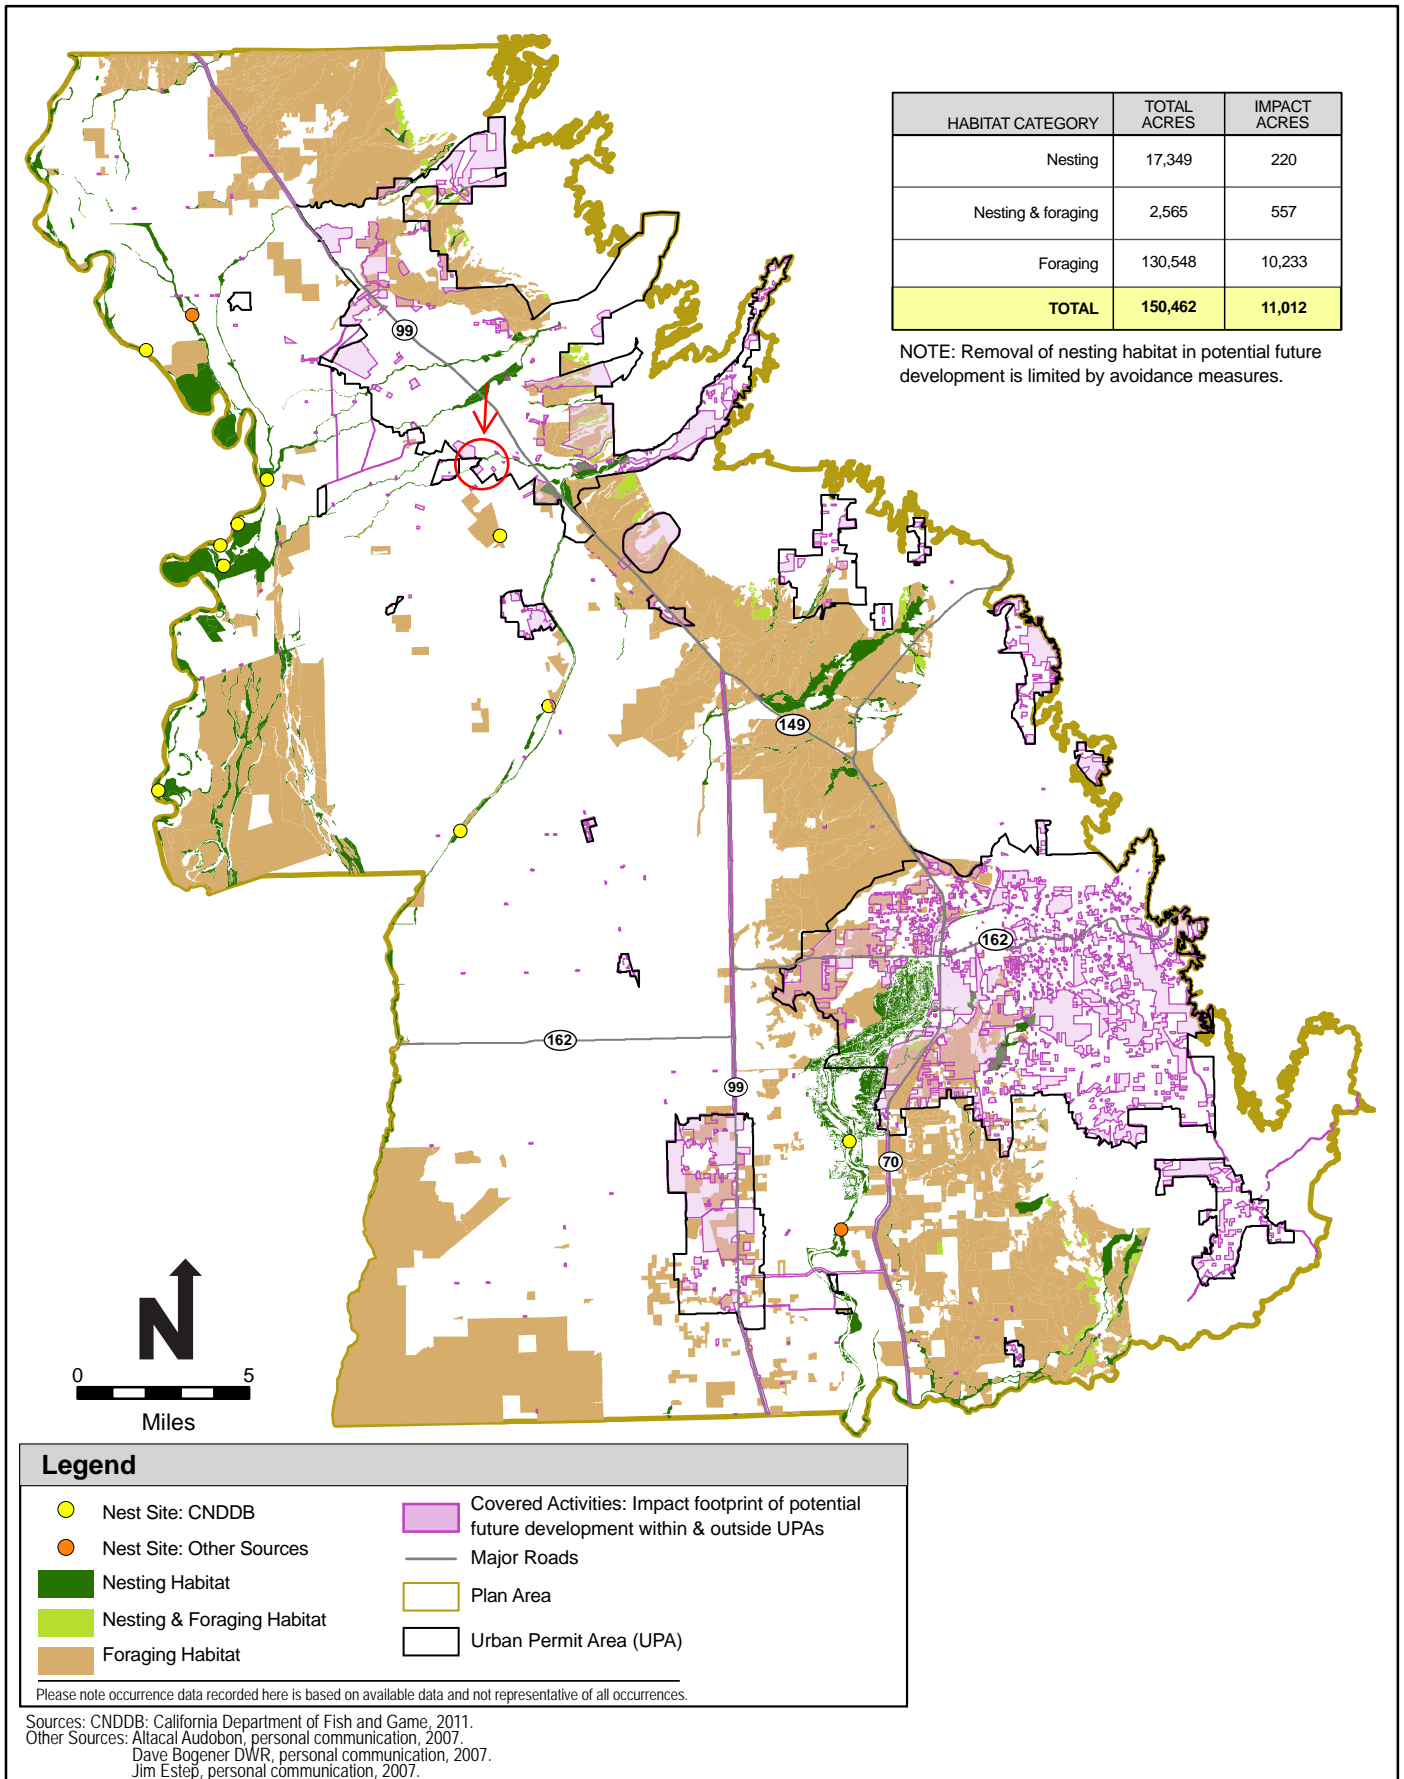 HABITAT CATEGORY TOTAL ACRES IMPACT ACRES
Nesting 17,349 220
Nesting & foraging 2,565 557
Foraging 130,548 10,233
TOTAL 150,462 11,012
NOTE: Removal of nesting habitat in potential future
development is limited by avoidance measures.
99
149
162
162
99
70
N
0 5
Miles
Legend
Nest Site: CNDDB
Nest Site: Other Sources
Nesting Habitat
Nesting & Foraging Habitat
Foraging Habitat
Covered Activities: Impact footprint of potential
future development within & outside UPAs
Major Roads
Plan Area
Urban Permit Area (UPA)
Please note occurrence data recorded here is based on available data and not representative of all occurrences.
Sources: CNDDB: California Department of Fish and Game, 2011.
Other Sources: Altacal Audobon, personal communication, 2007.
Dave Bogener DWR, personal communication, 2007.
Jim Estep, personal communication, 2007.